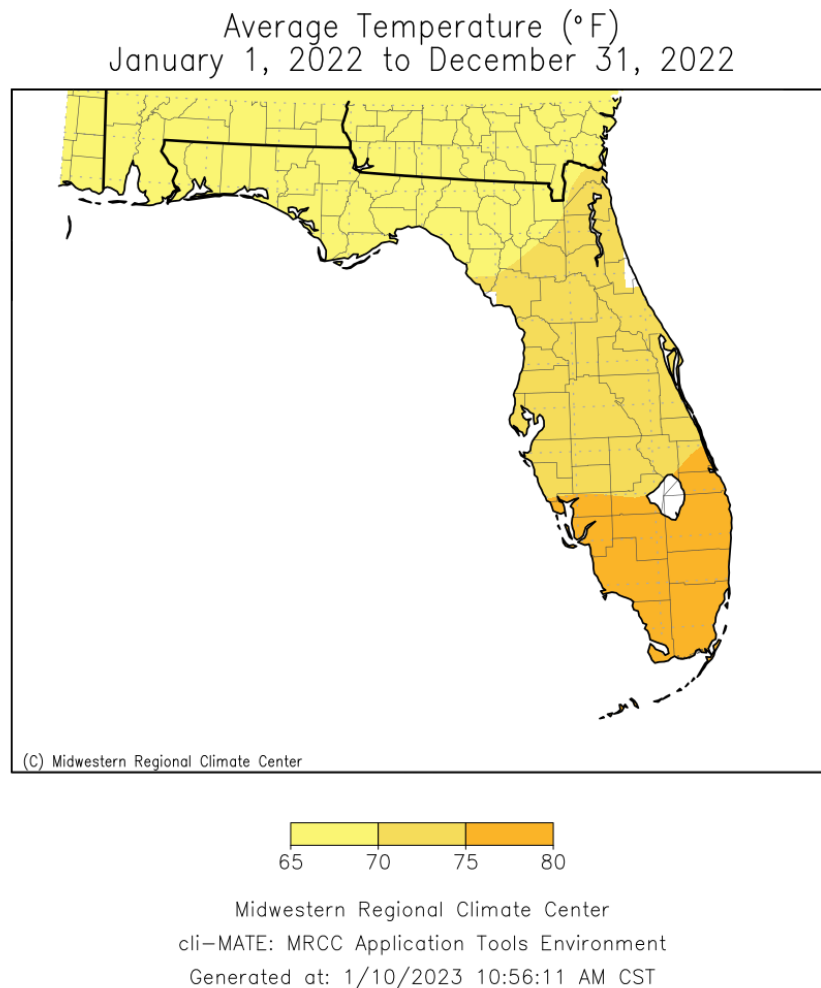 Average Temperature (°F)
January 1, 2022 to December 31, 2022
(C) Midwestern Regional Climate Center
65 70 75 80
Midwestern Regional Climate Center
cli-MATE: MRCC Application Tools Environment
Generated at: 1/10/2023 10:56:11 AM CST